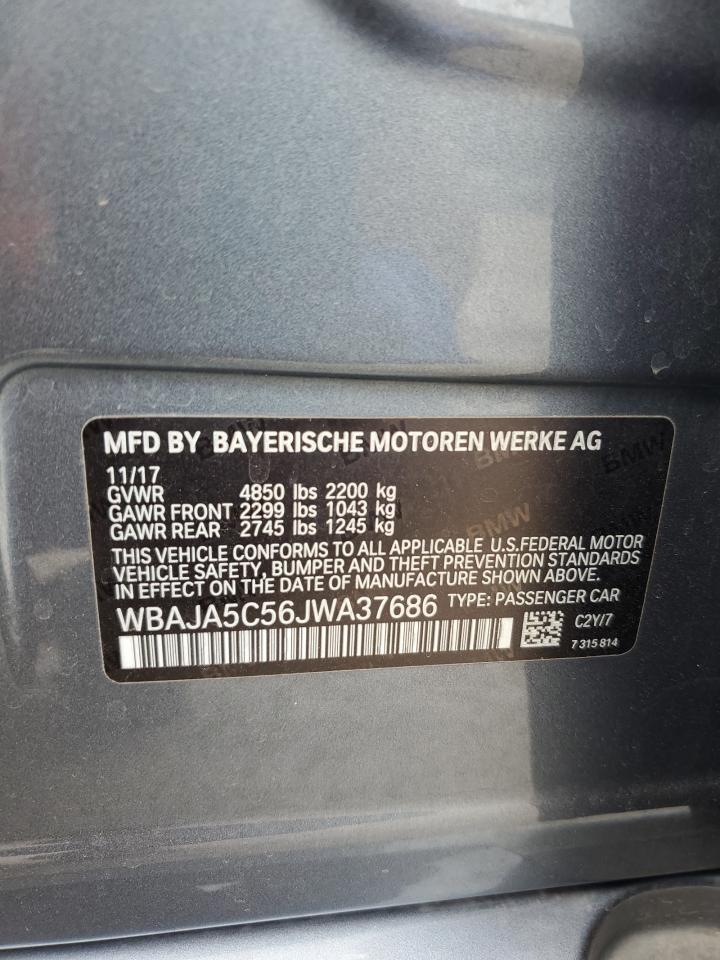 MFD BY BAYERISCHE MOTOREN WERKE AG
11/17
GVWR 4850 lbs 2200 kg
GAWR FRONT 2299 lbs 1043 kg
GAWR REAR 2745 lbs 1245 kg
THIS VEHICLE CONFORMS TO ALL APPLICABLE U.S.FEDERAL MOTOR
VEHICLE SAFETY, BUMPER AND THEFT PREVENTION STANDARDS
IN EFFECT ON THE DATE OF MANUFACTURE SHOWN ABOVE.
WBAJA5C56JWA37686 TYPE: PASSENGER CAR
C2Y/7
7 315 814
BMW
BMW
BMW